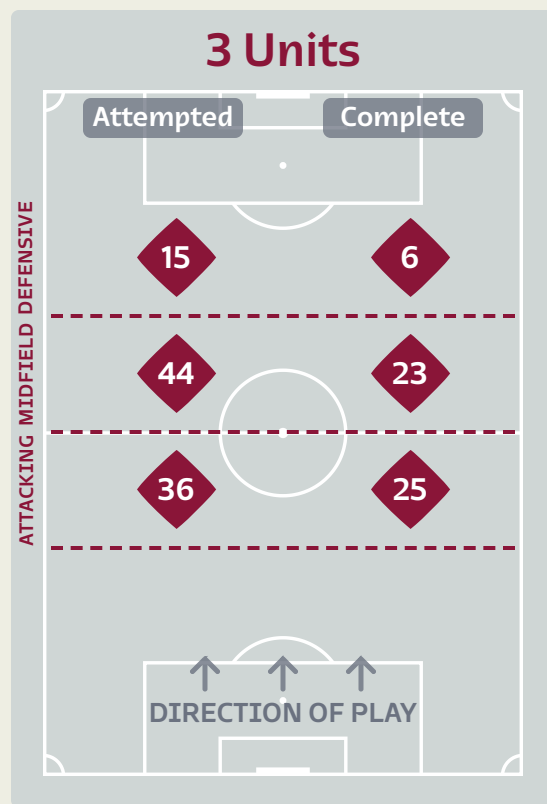 3 Units
Attempted Complete
ATTACKING MIDFIELD DEFENSIVE
15 6
44 23
36 25
DIRECTION OF PLAY